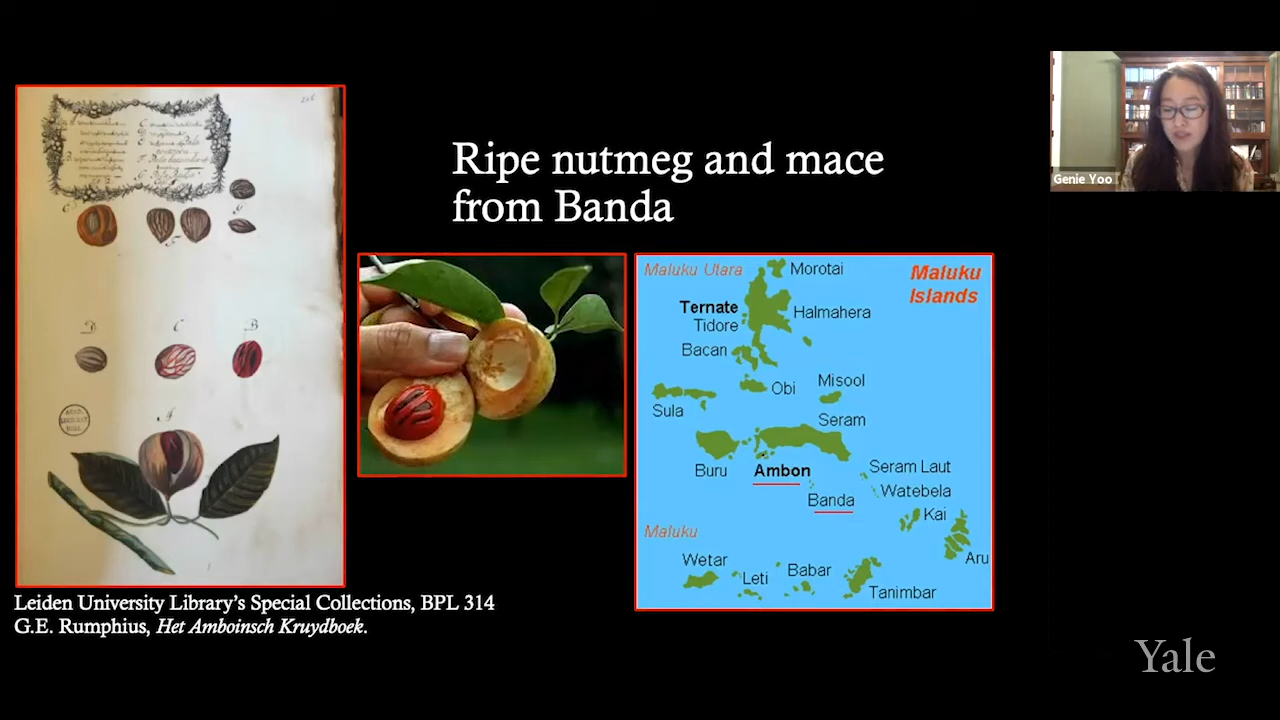 Ripe nutmeg and mace
from Banda
Genie Yoo
C
D
C
B
A
Maluku Utara
Morotai
Maluku
Islands
Ternate
Tidore
Halmahera
Bacan
Obi
Misool
Sula
Seram
Buru
Ambon
Seram Laut
Banda
Watebela
Kai
Maluku
Aru
Wetar
Leti
Babar
Tanimbar
Leiden University Library's Special Collections, BPL 314
G.E. Rumphius, Het Amboinsch Kruydboek.
Yale